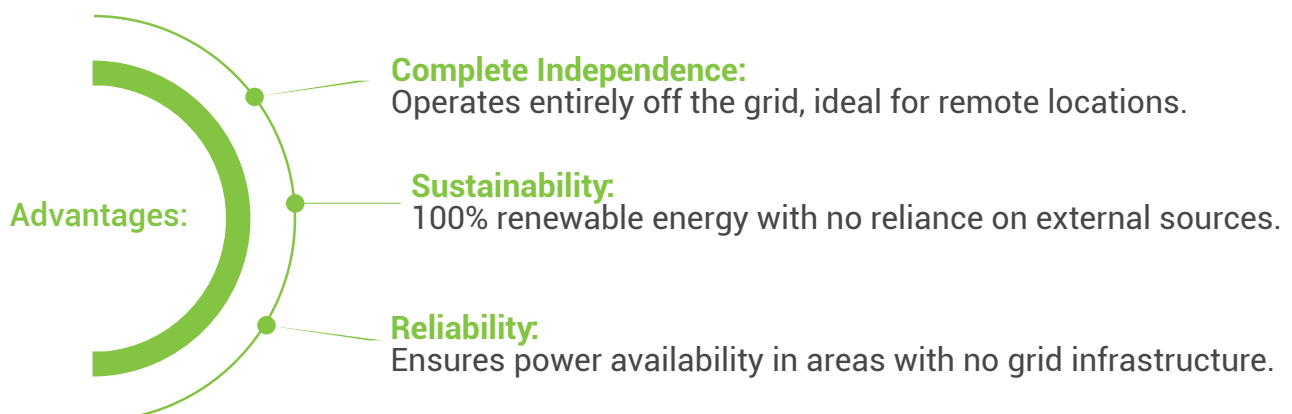 Advantages:
Complete Independence:
Operates entirely off the grid, ideal for remote locations.
Sustainability:
100% renewable energy with no reliance on external sources.
Reliability:
Ensures power availability in areas with no grid infrastructure.